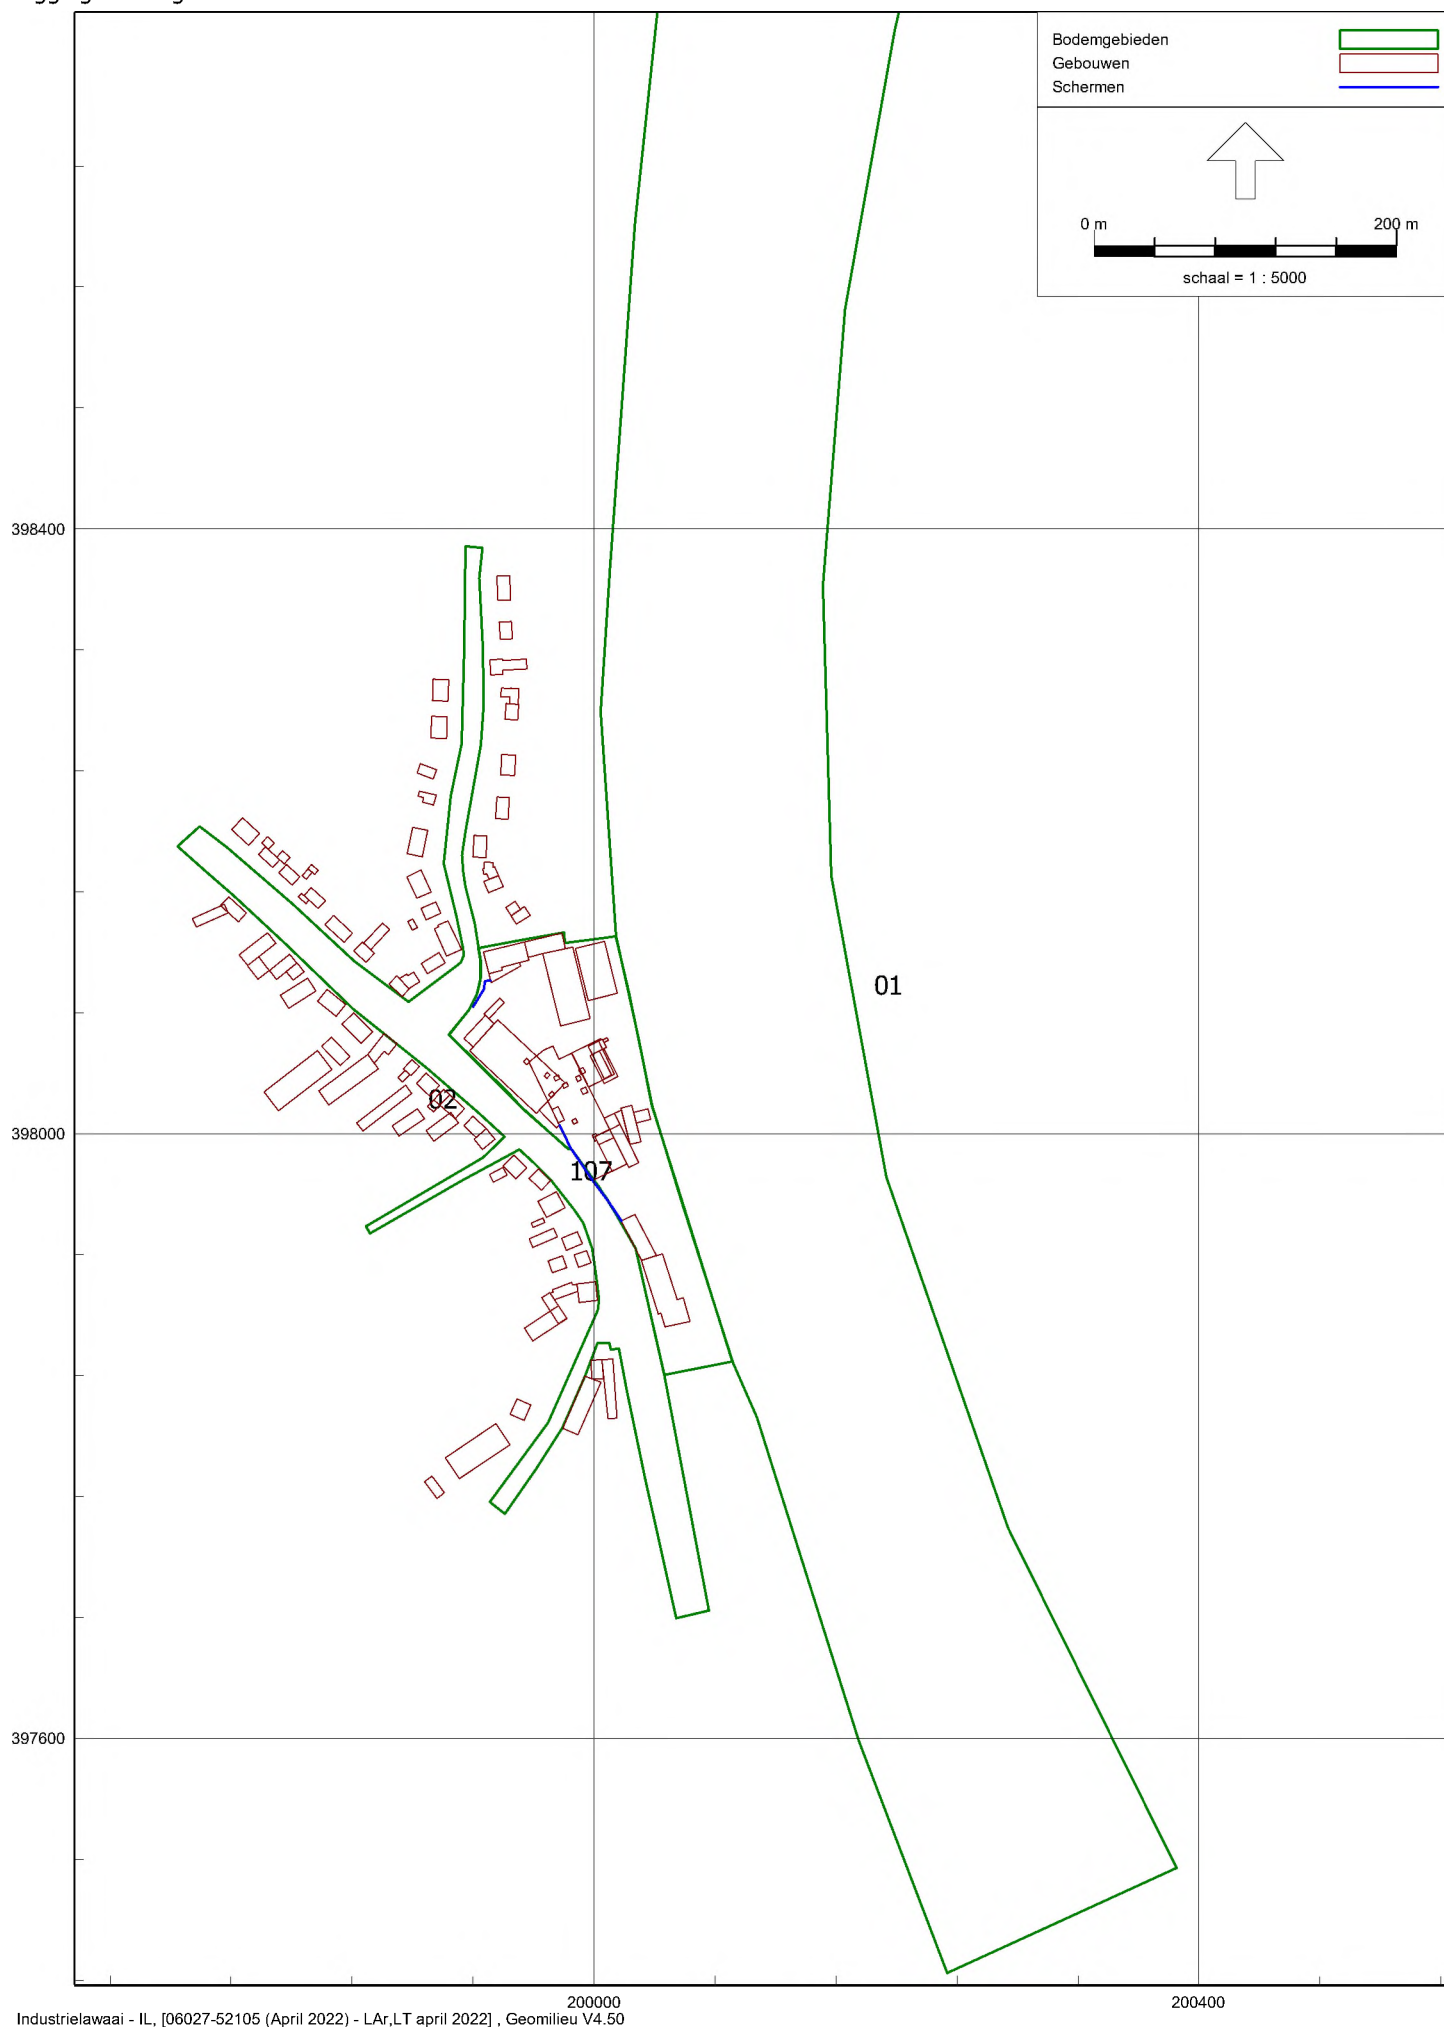 Bodemgebieden
Gebouwen
Schermen
0 m 200 m
schaal = 1 : 5000
398400
01
02
398000
107
397600
200000 200400
Industrielawaai - IL, [06027-52105 (April 2022) - LAr,LT april 2022] , Geomilieu V4.50